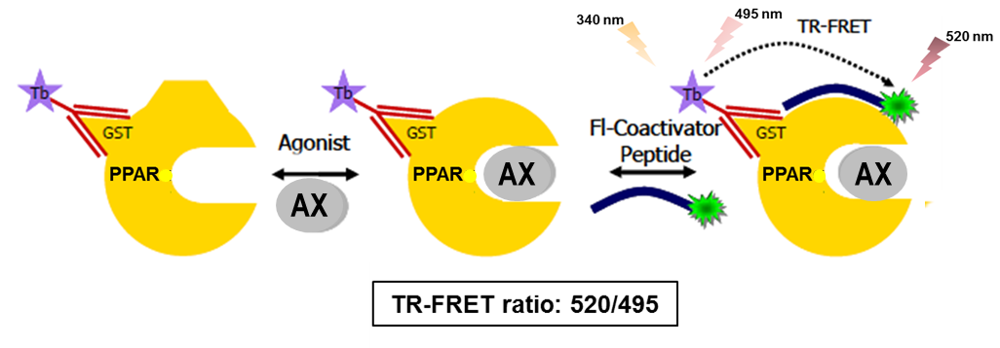 340 nm
495 nm
TR-FRET
520 nm
Tb
GST
PPAR
Agonist
AX
Tb
GST
PPAR
AX
Fl-Coactivator
Peptide
Tb
GST
PPAR
AX
TR-FRET ratio: 520/495